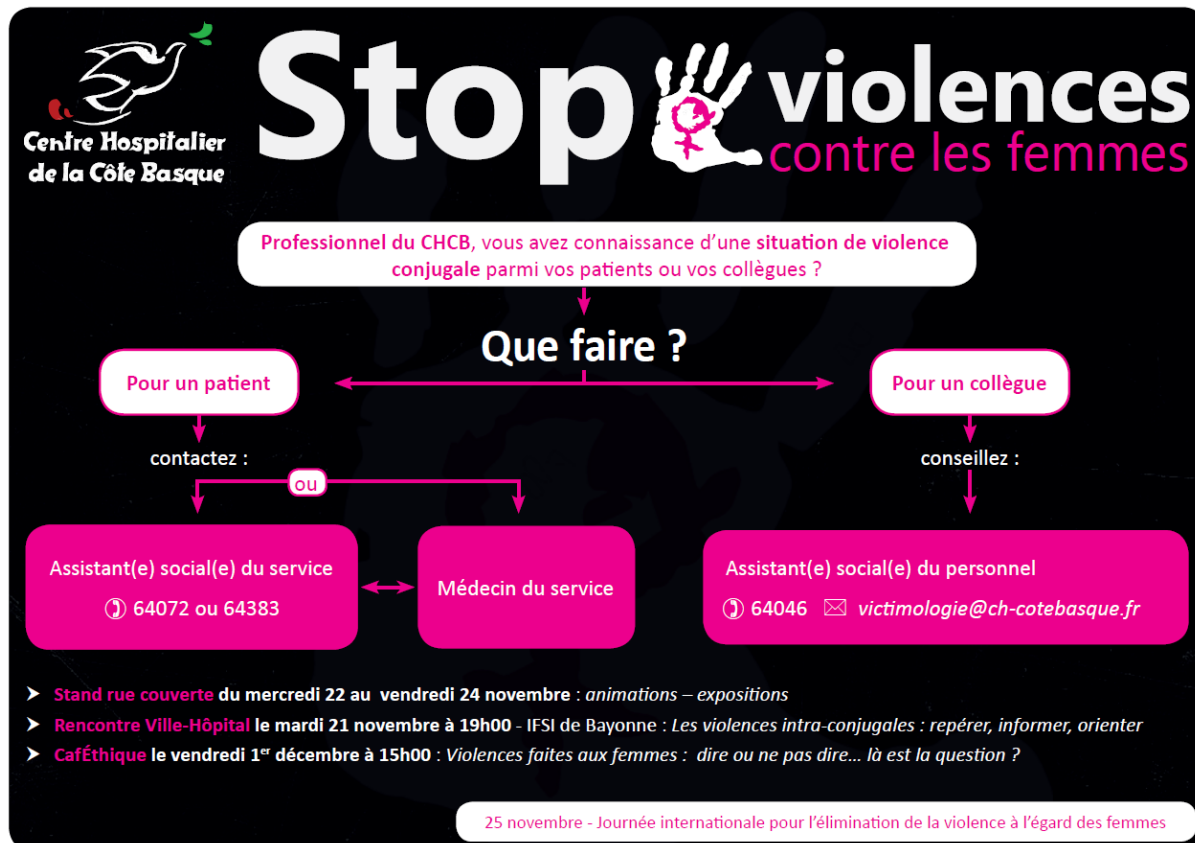 Centre Hospitalier
de la Côte Basque
Stop violences
contre les femmes
Professionnel du CHCB, vous avez connaissance d'une situation de violence
conjugale parmi vos patients ou vos collègues ?
Que faire ?
Pour un patient
Pour un collègue
contactez :
conseillez :
ou
Assistant(e) social(e) du service
64072 ou 64383
Médecin du service
Assistant(e) social(e) du personnel
64046 victimologie@ch-cotebasque.fr
Stand rue couverte du mercredi 22 au vendredi 24 novembre : animations – expositions
Rencontre Ville-Hôpital le mardi 21 novembre à 19h00 - IFSI de Bayonne : Les violences intra-conjugales : repérer, informer, orienter
CafÉthique le vendredi 1er décembre à 15h00 : Violences faites aux femmes : dire ou ne pas dire... là est la question ?
25 novembre - Journée internationale pour l'élimination de la violence à l'égard des femmes